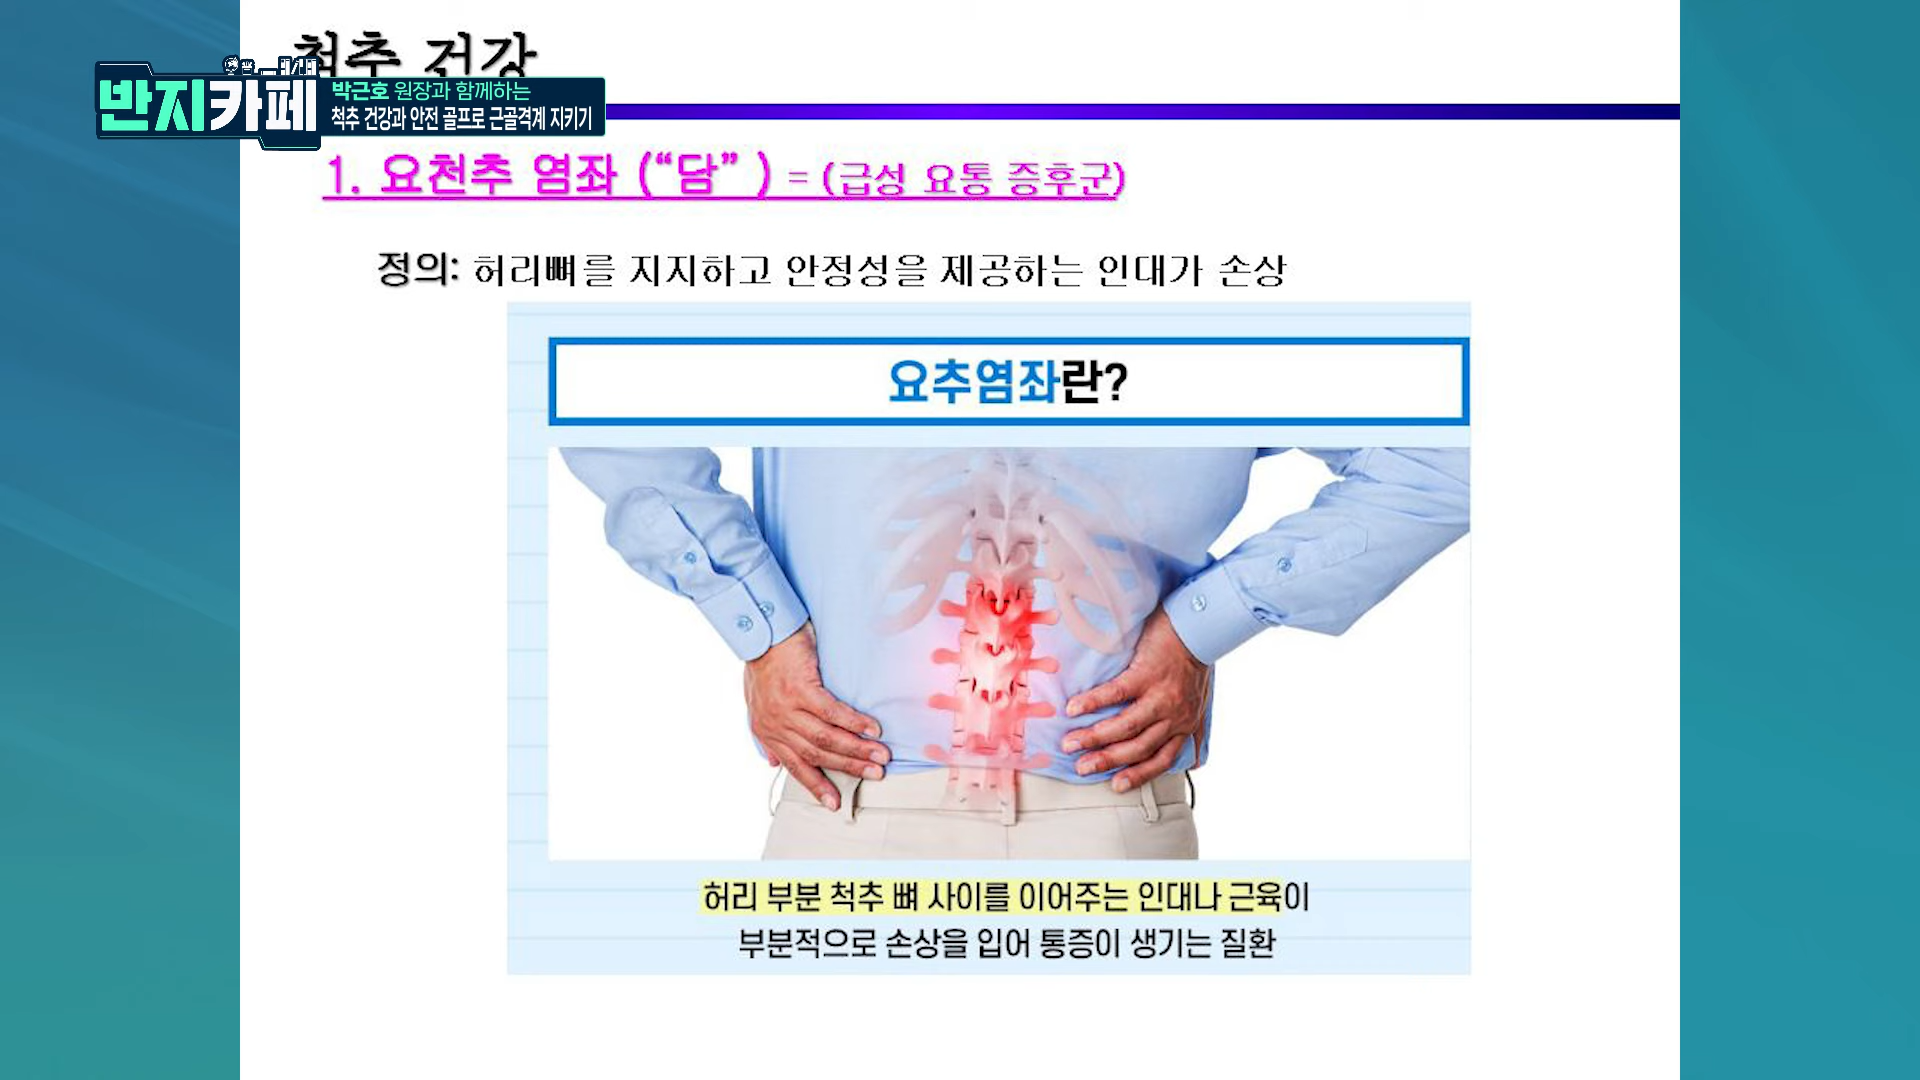 척추 건강
반지카페
박근호 원장과 함께하는
척추 건강과 안전 골프로 근골격계 지키기
1. 요천추 염좌 (“담” ) = (급성 요통 증후군)
정의: 허리뼈를 지지하고 안정성을 제공하는 인대가 손상
요추염좌란?
허리 부분 척추 뼈 사이를 이어주는 인대나 근육이
부분적으로 손상을 입어 통증이 생기는 질환